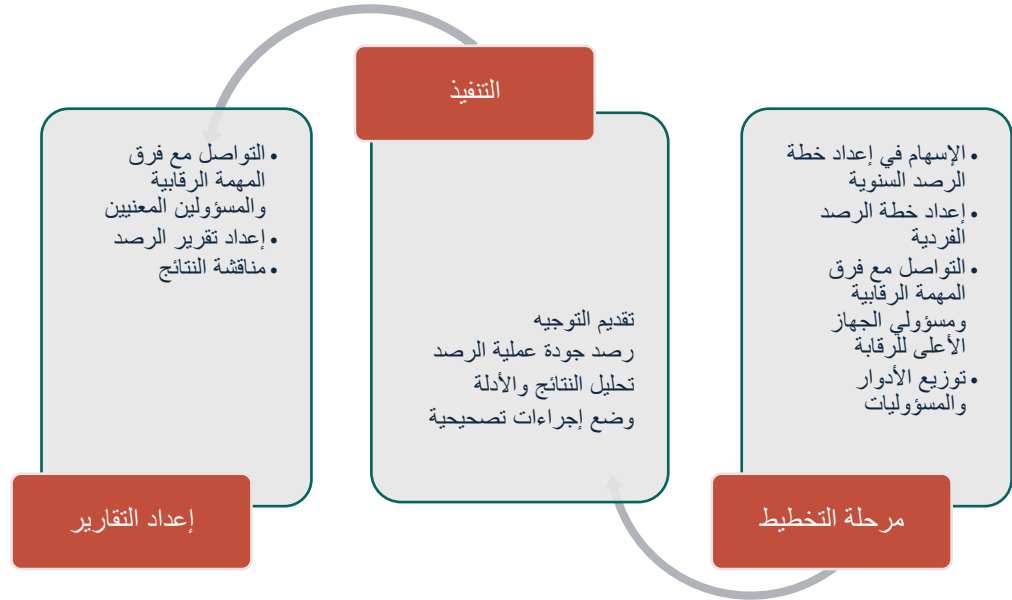 • الإسهام في إعداد خطة
الرصد السنوية
• إعداد خطة الرصد
الفردية
• التواصل مع فرق
المهمة الرقابية
ومسؤولي الجهاز
الأعلى للرقابة
• توزيع الأدوار
والمسؤوليات
مرحلة التخطيط
التنفيذ
تقديم التوجيه
رصد جودة عملية الرصد
تحليل النتائج والأدلة
وضع إجراءات تصحيحية
• التواصل مع فرق
المهمة الرقابية
والمسؤولين المعنيين
• إعداد تقرير الرصد
• مناقشة النتائج
إعداد التقارير